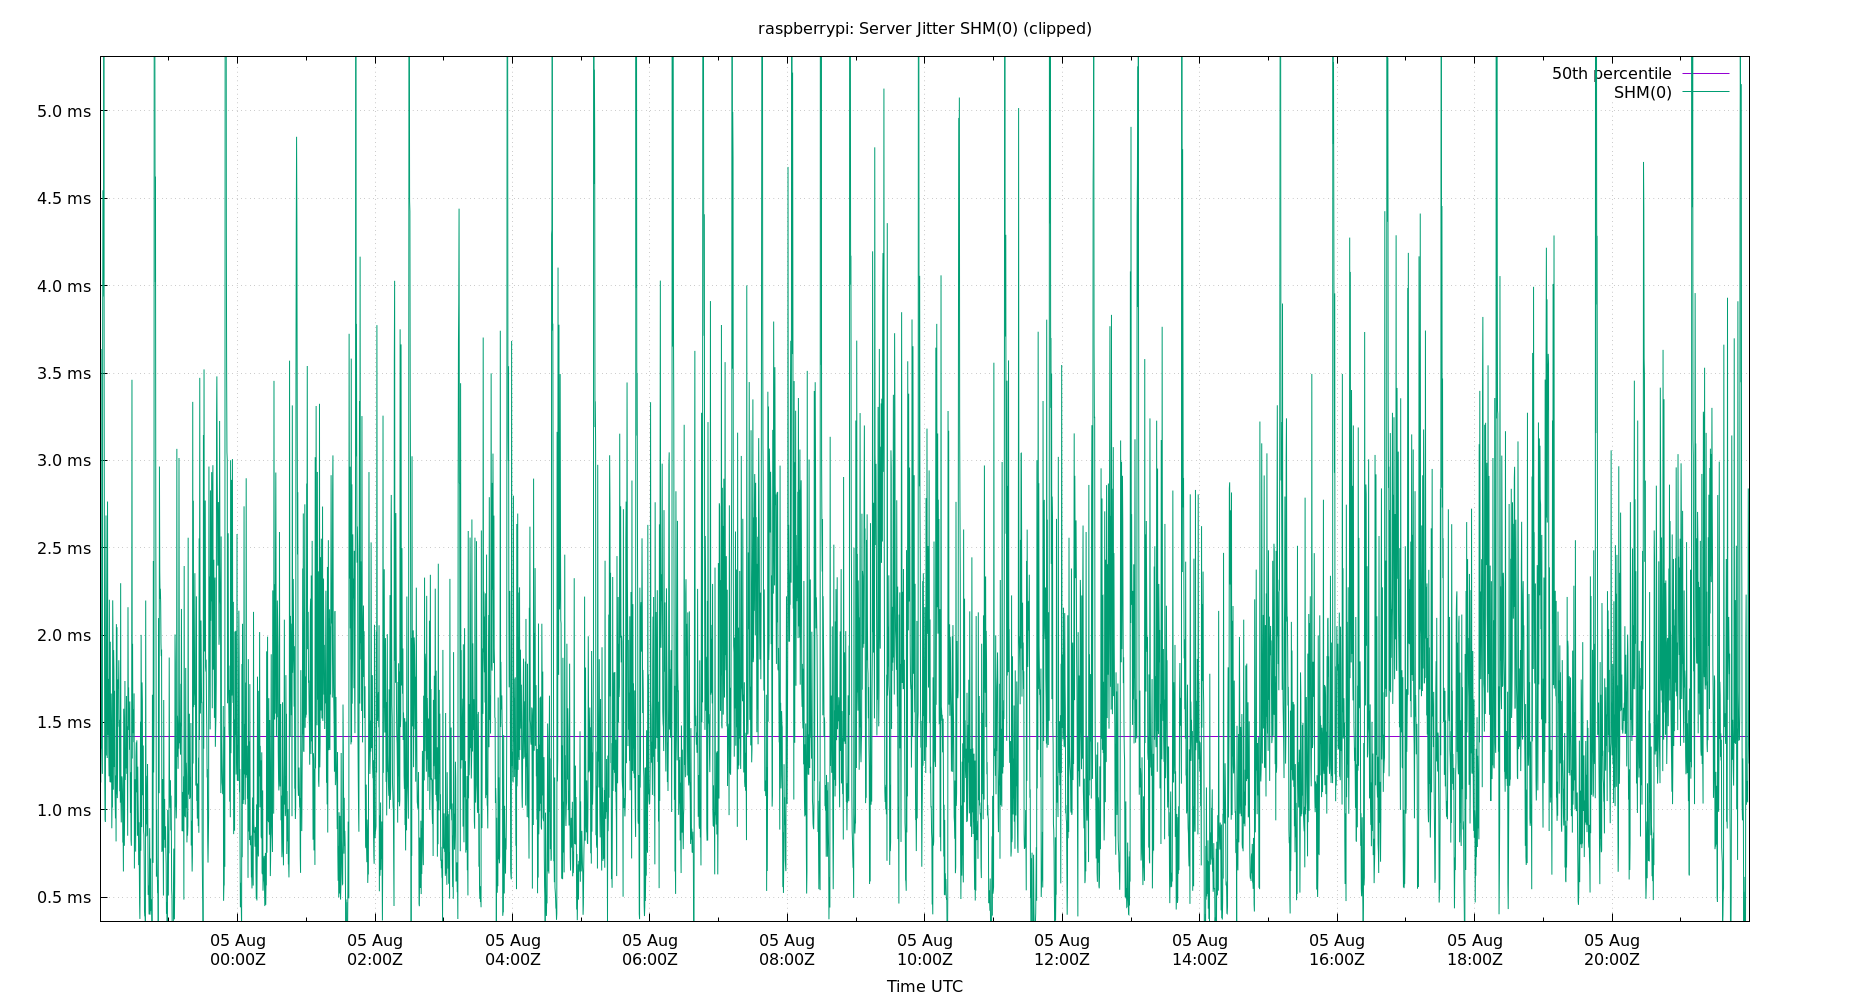 raspberrypi: Server Jitter SHM(0) (clipped)
50th percentile
SHM(0)
5.0 ms
4.5 ms
4.0 ms
3.5 ms
3.0 ms
2.5 ms
2.0 ms
1.5 ms
1.0 ms
0.5 ms
05 Aug 05 Aug 05 Aug 05 Aug 05 Aug 05 Aug 05 Aug 05 Aug 05 Aug 05 Aug 05 Aug
00:00Z 02:00Z 04:00Z 06:00Z 08:00Z 10:00Z 12:00Z 14:00Z 16:00Z 18:00Z 20:00Z
Time UTC